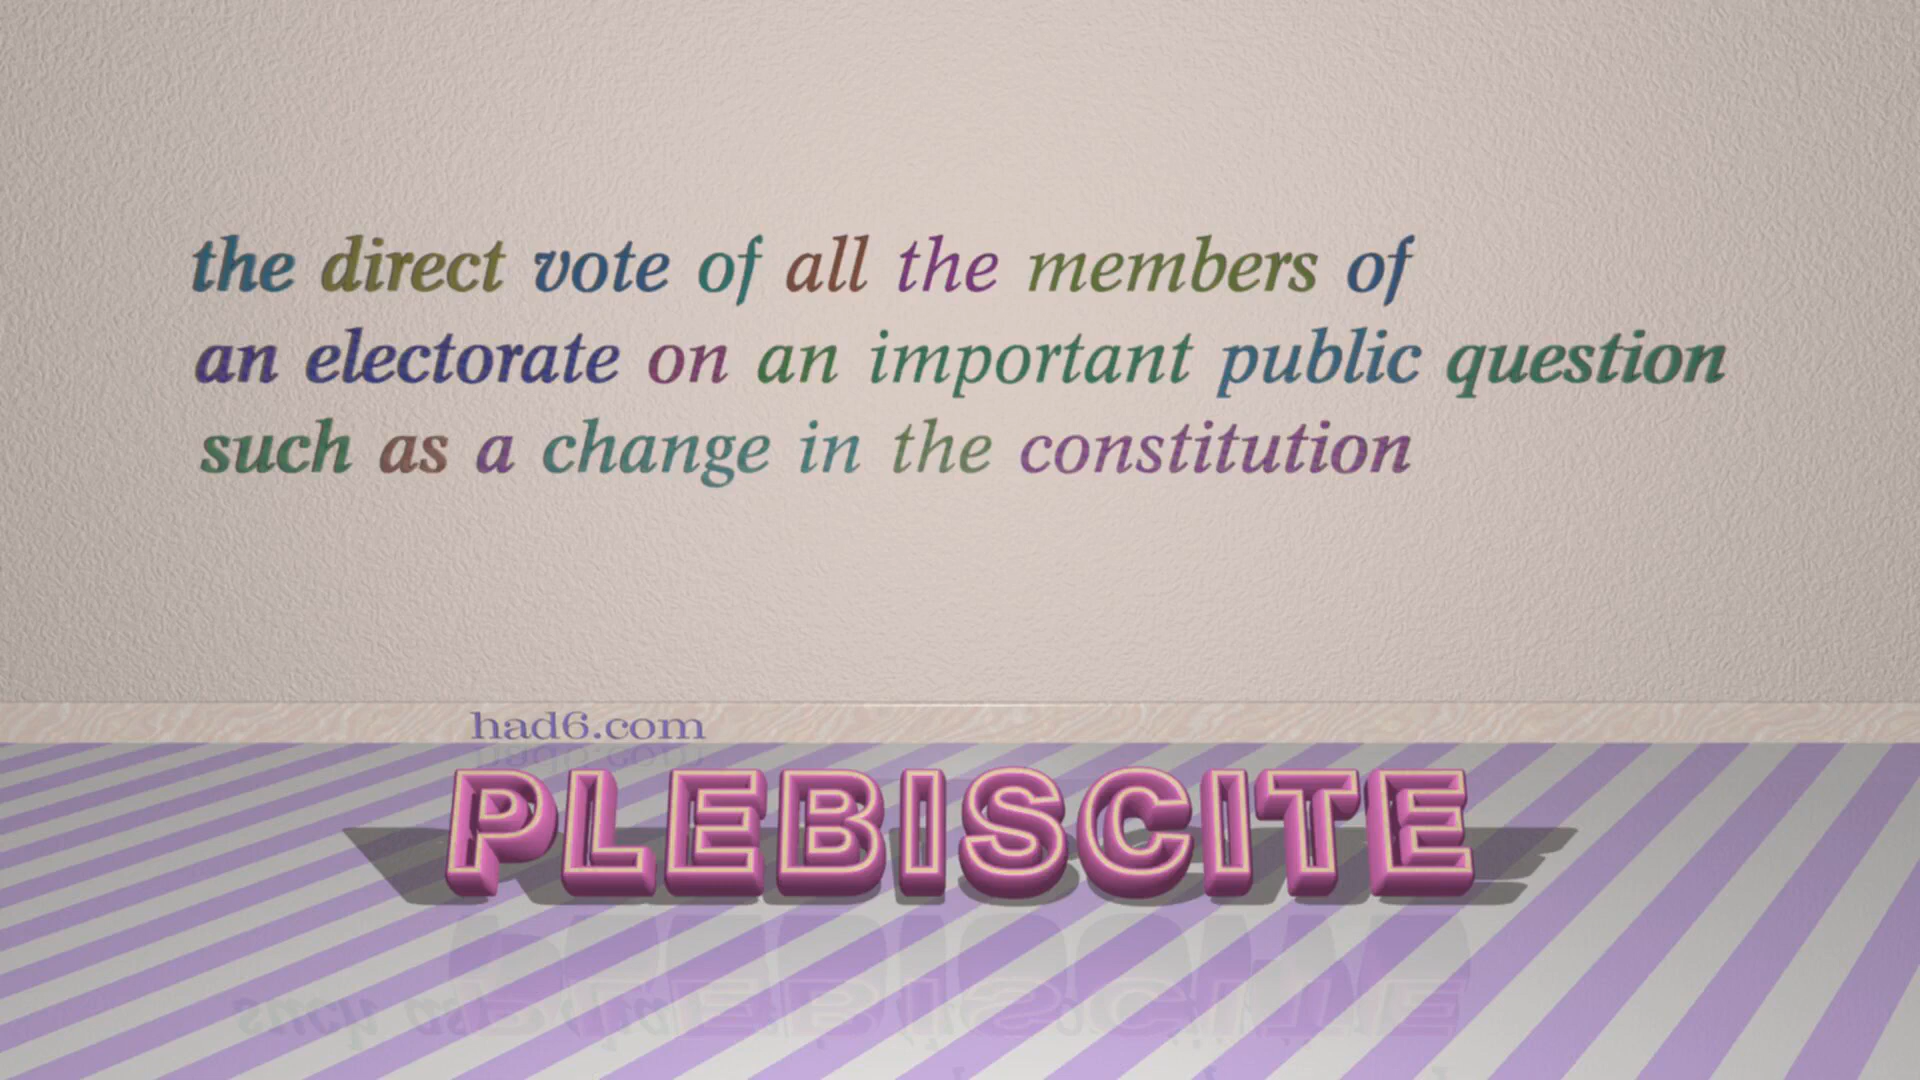 the direct vote of all the members of
an electorate on an important public question
such as a change in the constitution
had6.com
PLEBISCITE